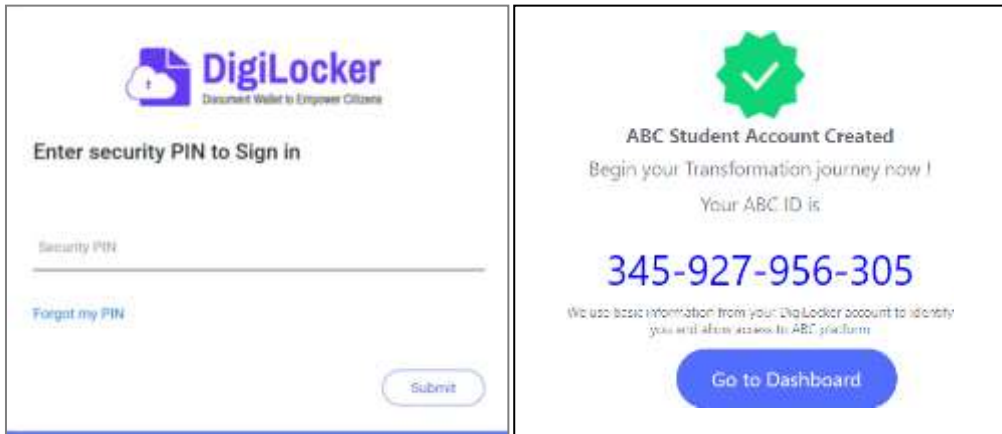 DigiLocker
Document Wallet to Empower Citizens
Enter security PIN to Sign in
Security PIN
Forgot my PIN
Submit
ABC Student Account Created
Begin your Transformation journey now !
Your ABC ID is
345-927-956-305
We use basic information from your DigiLocker account to identify
you and allow access to ABC platform
Go to Dashboard